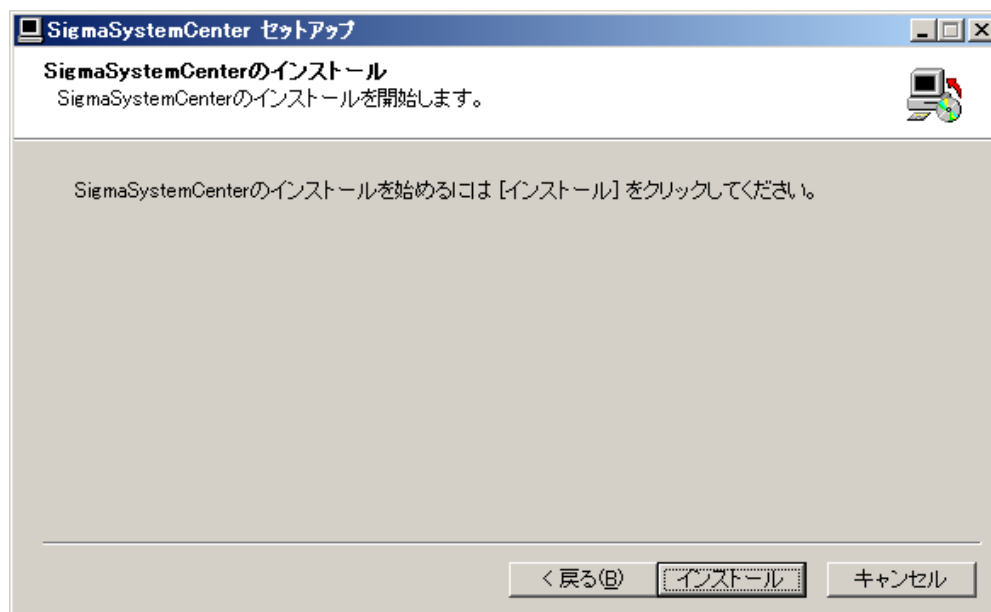 SigmaSystemCenter セットアップ
SigmaSystemCenterのインストール
SigmaSystemCenterのインストールを開始します。
SigmaSystemCenterのインストールを始めるには [インストール] をクリックしてください。
< 戻る(B) インストール キャンセル